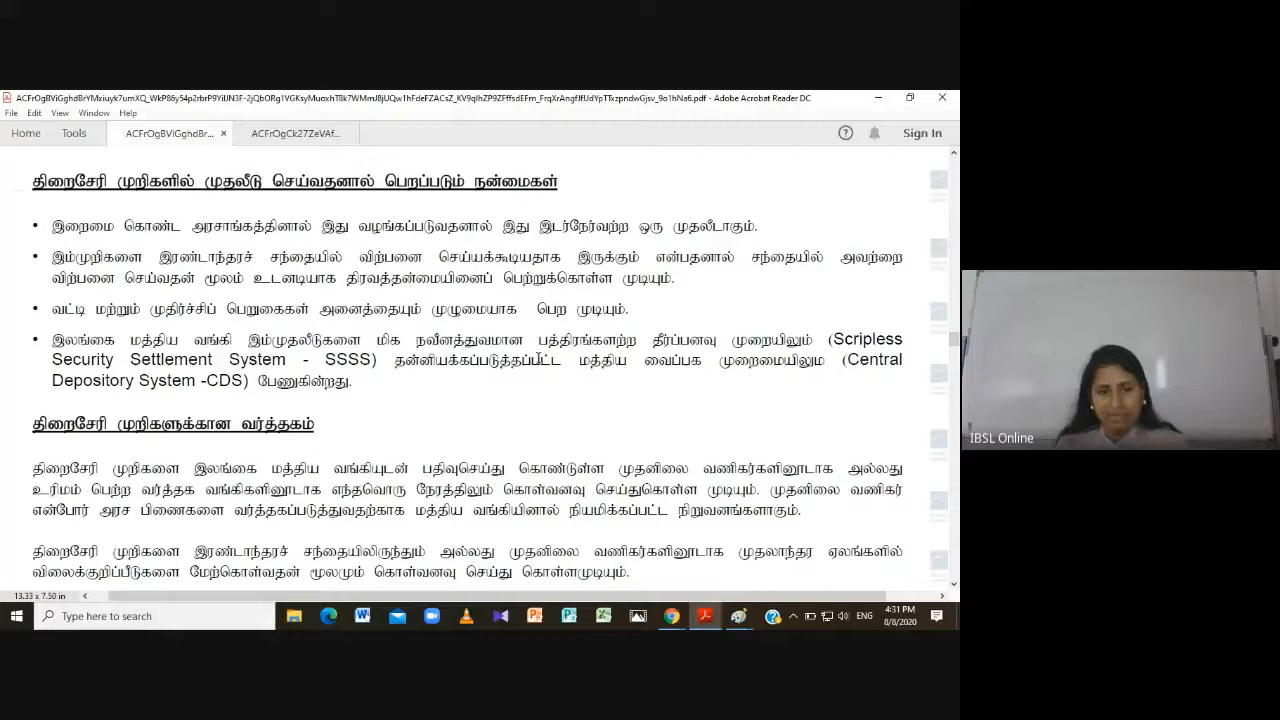 ACFrOgBViGghdBrYMxiuyk7umXQ_WkP86y54p2rbrP9YiIJN3F-2jQbORg1VGKsyMuoxhT8k7WMmJ8jUQw1hFdeFZACsZ_KV9qlhZP9ZFffsdEFm_FrqXrAngfJfUdYpTTxzpndwGjsv_9o1hNa6.pdf - Adobe Acrobat Reader DC
File Edit View Window Help
Home Tools ACFrOgBViGghdBr... × ACFrOgCk27ZeVAf... Sign In
திறைசேரி முறிகளில் முதலீடு செய்வதனால் பெறப்படும் நன்மைகள்
• இறைமை கொண்ட அரசாங்கத்தினால் இது வழங்கப்படுவதனால் இது இடர்நேர்வற்ற ஒரு முதலீடாகும்.
• இம்முறிகளை இரண்டாந்தரச் சந்தையில் விற்பனை செய்யக்கூடியதாக இருக்கும் என்பதனால் சந்தையில் அவற்றை
விற்பனை செய்வதன் மூலம் உடனடியாக திரவத்தன்மையினைப் பெற்றுக்கொள்ள முடியும்.
• வட்டி மற்றும் முதிர்ச்சிப் பெறுகைகள் அனைத்தையும் முழுமையாக பெற முடியும்.
• இலங்கை மத்திய வங்கி இம்முதலீடுகளை மிக நவீனத்துவமான பத்திரங்களற்ற தீர்ப்பனவு முறையிலும் (Scripless
Security Settlement System - SSSS) தன்னியக்கப்படுத்தப்பட்ட மத்திய வைப்பக முறைமையிலும (Central
Depository System -CDS) பேணுகின்றது.
திறைசேரி முறிகளுக்கான வர்த்தகம்
திறைசேரி முறிகளை இலங்கை மத்திய வங்கியுடன் பதிவுசெய்து கொண்டுள்ள முதனிலை வணிகர்களினூடாக அல்லது
உரிமம் பெற்ற வர்த்தக வங்கிகளினூடாக எந்தவொரு நேரத்திலும் கொள்வனவு செய்துகொள்ள முடியும். முதனிலை வணிகர்
என்போர் அரச பிணைகளை வர்த்தகப்படுத்துவதற்காக மத்திய வங்கியினால் நியமிக்கப்பட்ட நிறுவனங்களாகும்.
திறைசேரி முறிகளை இரண்டாந்தரச் சந்தையிலிருந்தும் அல்லது முதனிலை வணிகர்களினூடாக முதலாந்தர ஏலங்களில்
விலைக்குறிப்பீடுகளை மேற்கொள்வதன் மூலமும் கொள்வனவு செய்து கொள்ளமுடியும்.
13.33 x 7.50 in
Type here to search
ENG
4:31 PM
8/8/2020
IBSL Online